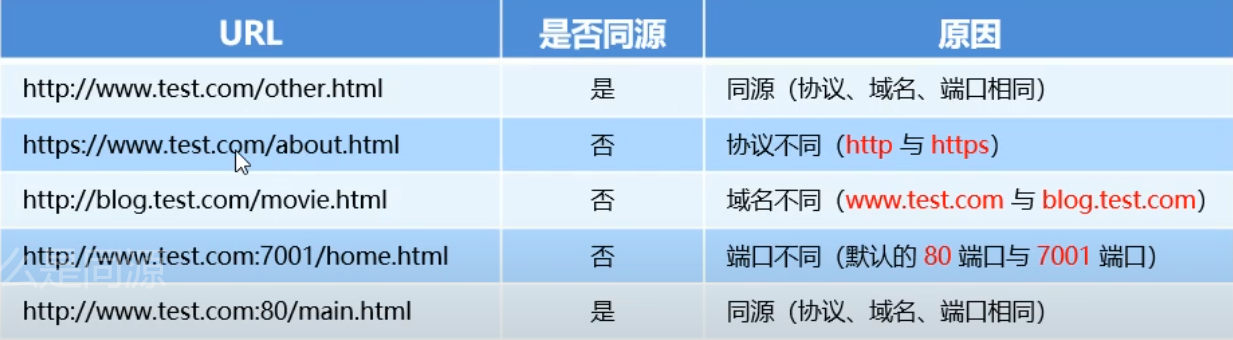 URL 是否同源 原因
http://www.test.com/other.html 是 同源（协议、域名、端口相同）
https://www.test.com/about.html 否 协议不同（http 与 https）
http://blog.test.com/movie.html 否 域名不同（www.test.com 与 blog.test.com）
http://www.test.com:7001/home.html 否 端口不同（默认的 80 端口与 7001 端口）
么是同源
http://www.test.com:80/main.html 是 同源（协议、域名、端口相同）